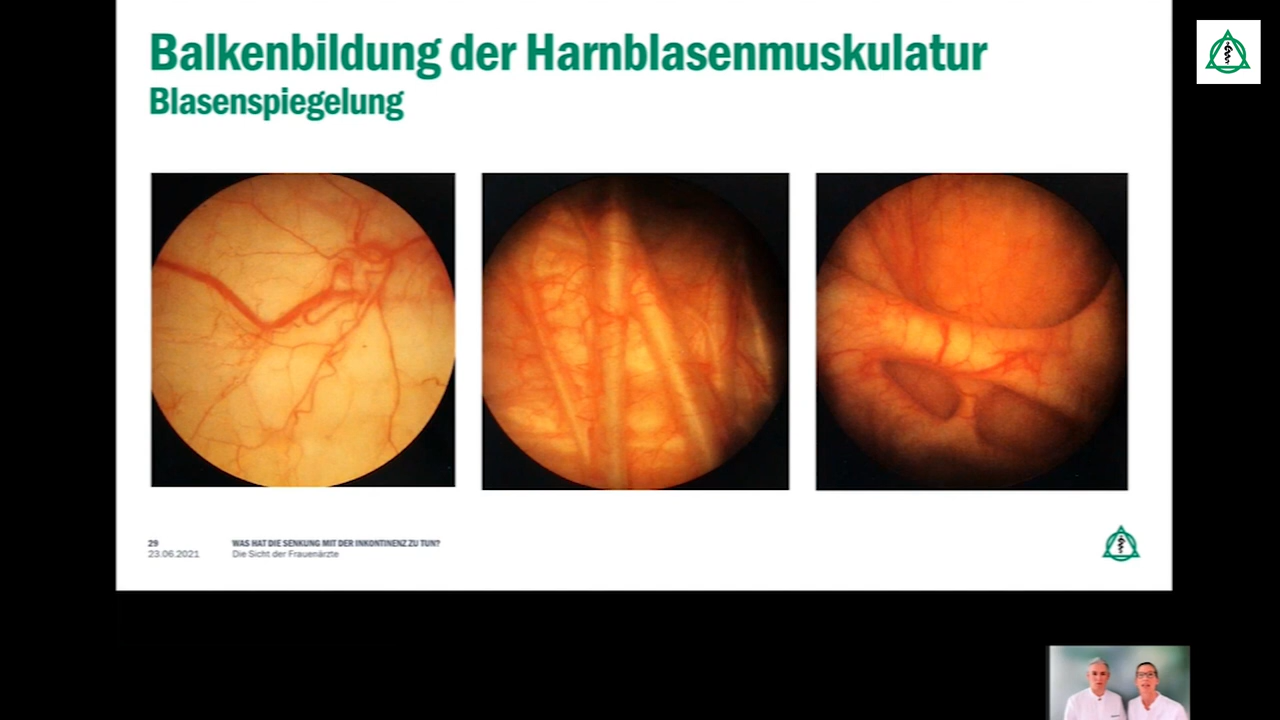 Balkenbildung der Harnblasenmuskulatur
Blasenspiegelung
29
WAS HAT DIE SENKUNG MIT DER INKONTINENZ ZU TUN?
23.06.2021
Die Sicht der Frauenärzte